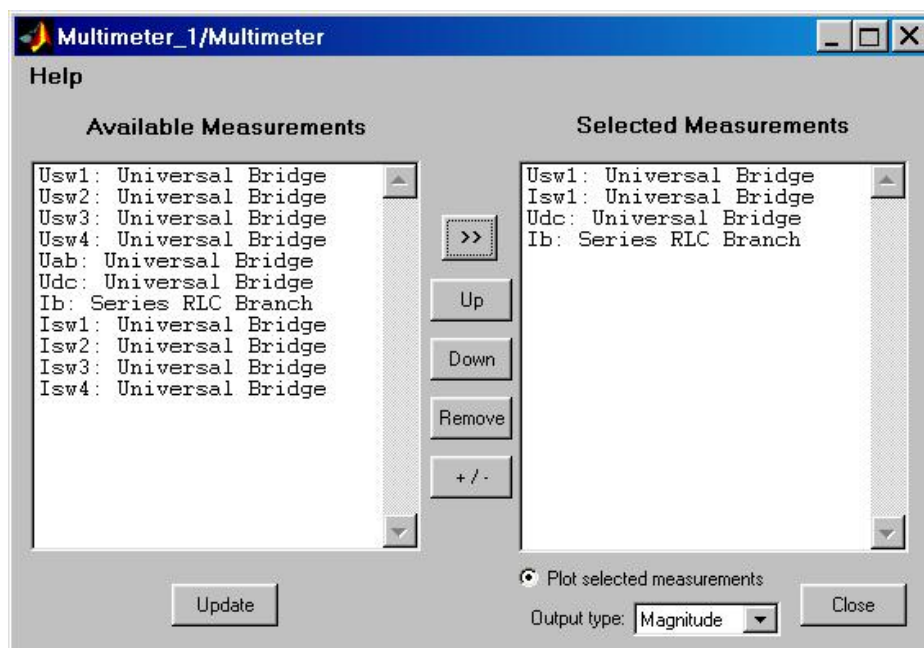 Multimeter_1/Multimeter
Help
Available Measurements
Usw1: Universal Bridge
Usw2: Universal Bridge
Usw3: Universal Bridge
Usw4: Universal Bridge
Uab: Universal Bridge
Udc: Universal Bridge
Ib: Series RLC Branch
Isw1: Universal Bridge
Isw2: Universal Bridge
Isw3: Universal Bridge
Isw4: Universal Bridge
Update
>>
Up
Down
Remove
+ / -
Selected Measurements
Usw1: Universal Bridge
Isw1: Universal Bridge
Udc: Universal Bridge
Ib: Series RLC Branch
Plot selected measurements
Output type: Magnitude
Close